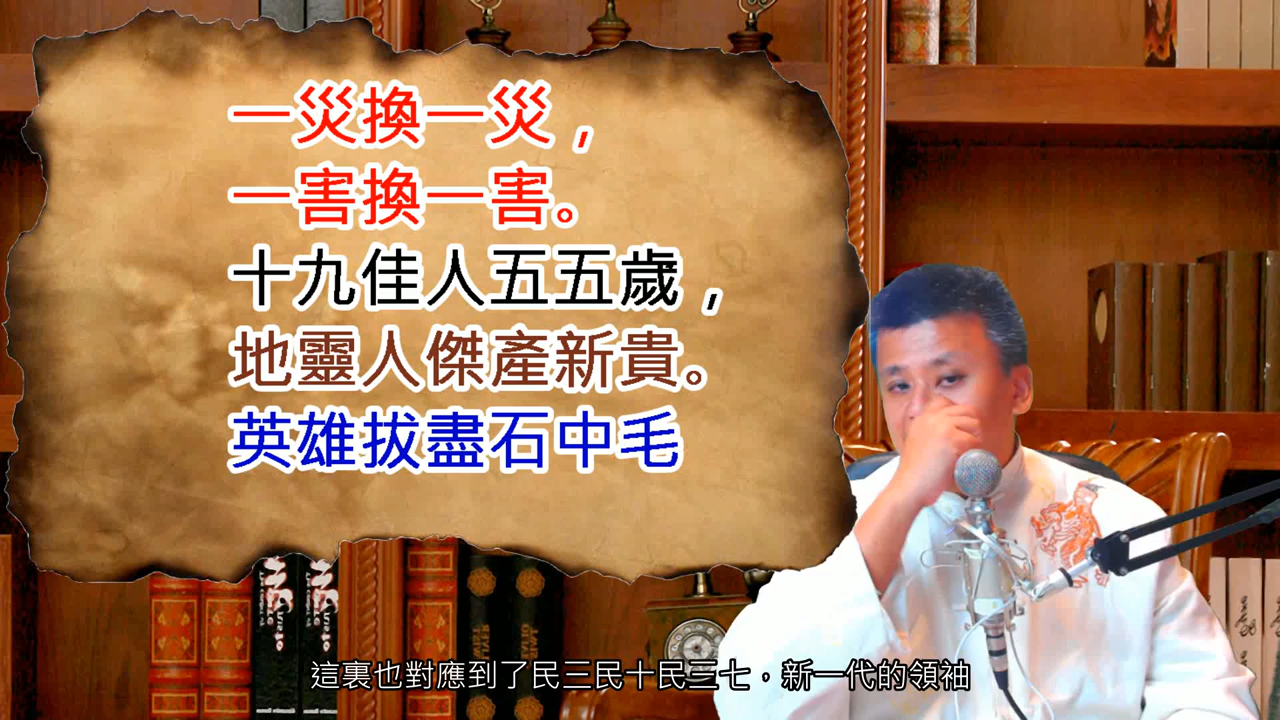 一災換一災，
一害換一害。
十九佳人五五歲，
地靈人傑產新貴。
英雄拔盡石中毛
這裏也對應到了民三民十民三七，新一代的領袖